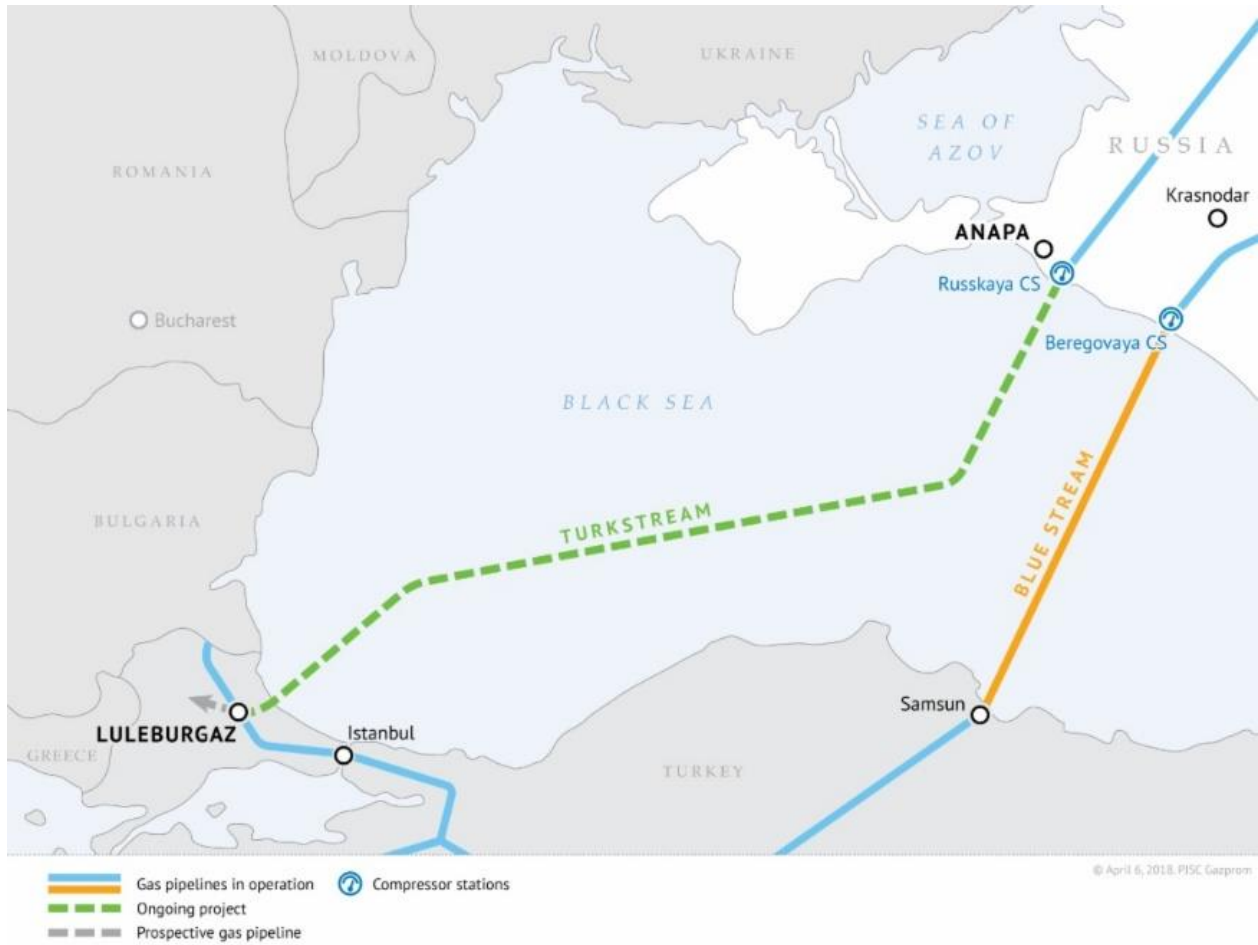 MOLDOVA
UKRAINE
SEA OF
AZOV
RUSSIA
ROMANIA
Krasnodar
ANAPA
Russkaya CS
Bucharest
Beregovaya CS
BLACK SEA
BLUE STREAM
TURKSTREAM
BULGARIA
Samsun
LULEBURGAZ
Istanbul
GREECE
TURKEY
© April 6, 2018, PJSC Gazprom
Gas pipelines in operation
Compressor stations
Ongoing project
Prospective gas pipeline